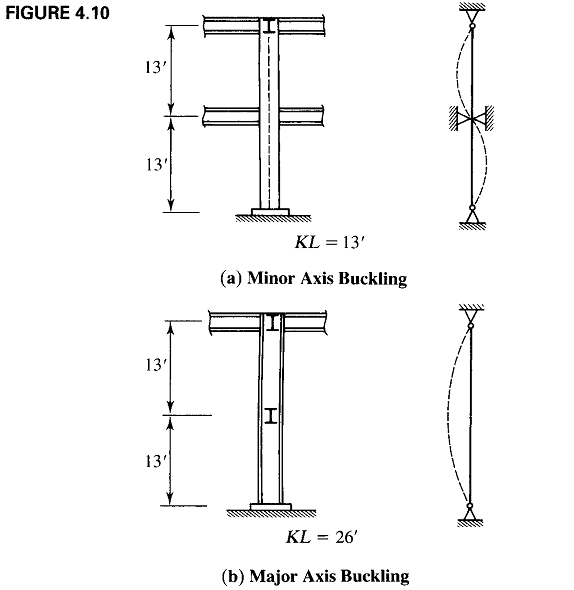 FIGURE 4.10
13′
13′
KL = 13′
(a) Minor Axis Buckling
13′
13′
KL = 26′
(b) Major Axis Buckling